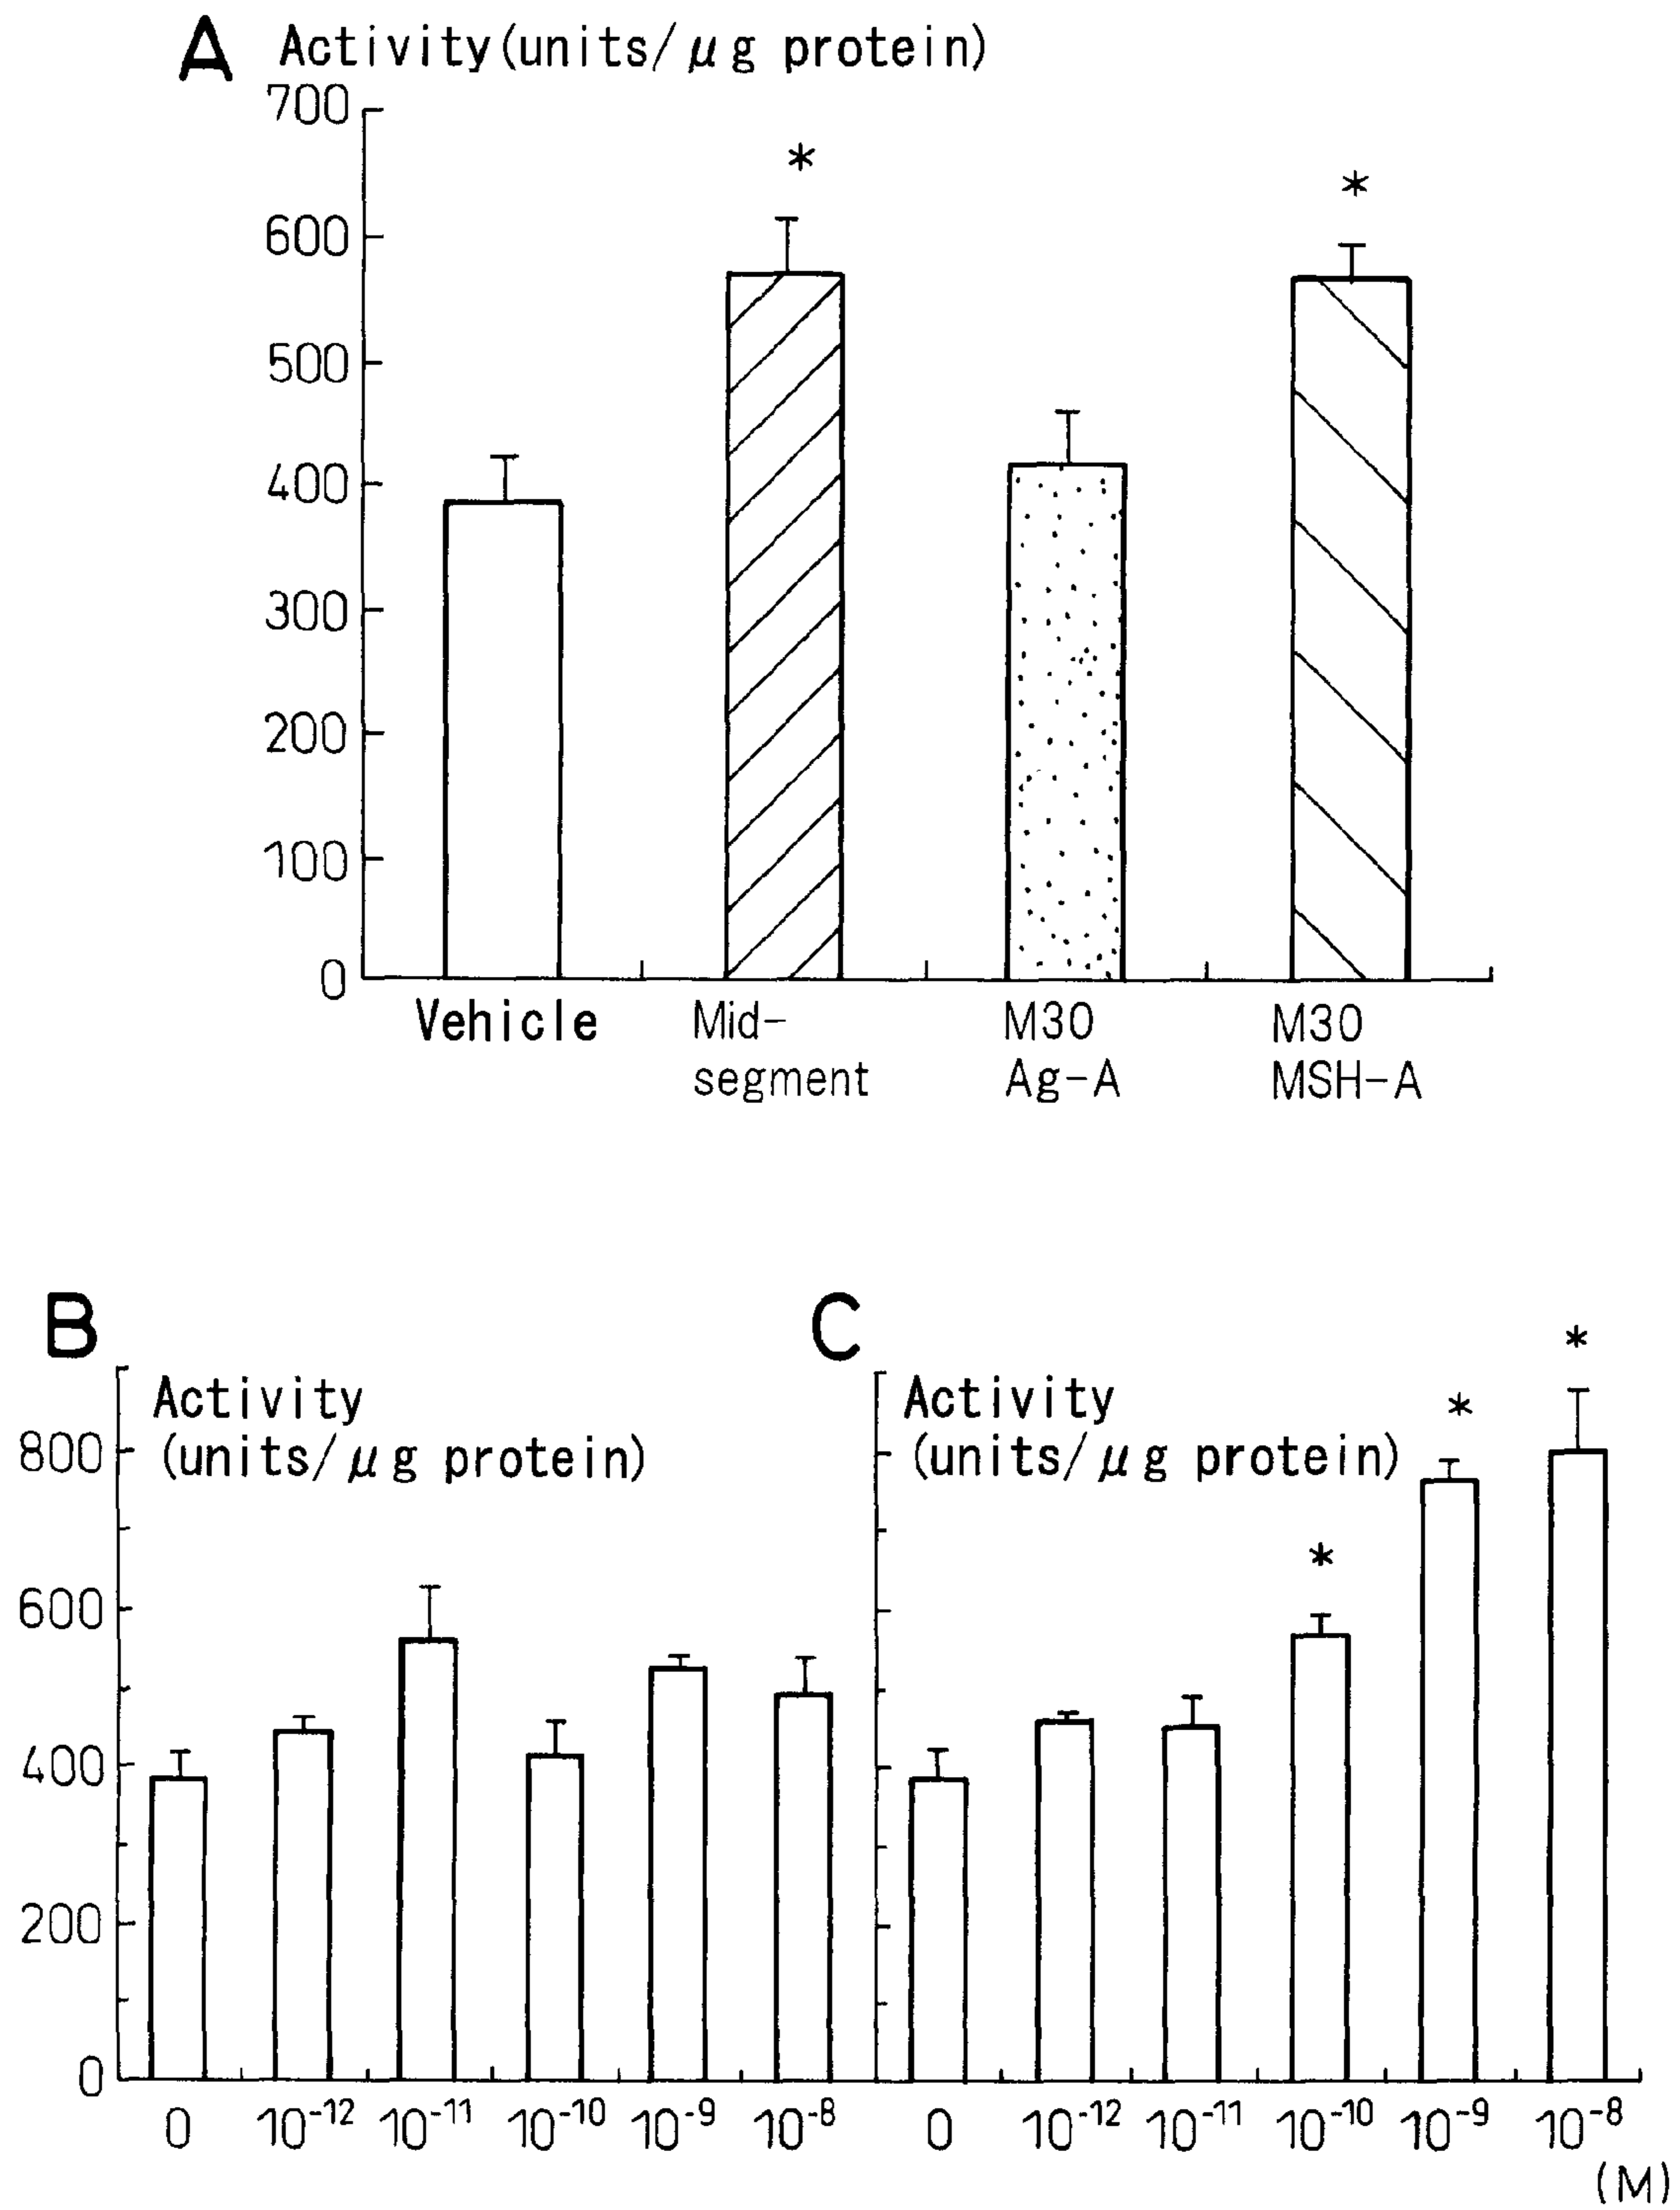 A Activity(units/μg protein)
700
*
*
600
500
400
300
200
100
0
Vehicle Mid- M30 M30
segment Ag-A MSH-A
B C
*
Activity Activity
*
800 (units/μg protein) (units/μg protein)
*
600
400
200
0
0 10⁻¹² 10⁻¹¹ 10⁻¹⁰ 10⁻⁹ 10⁻⁸ 0 10⁻¹² 10⁻¹¹ 10⁻¹⁰ 10⁻⁹ 10⁻⁸
(M)